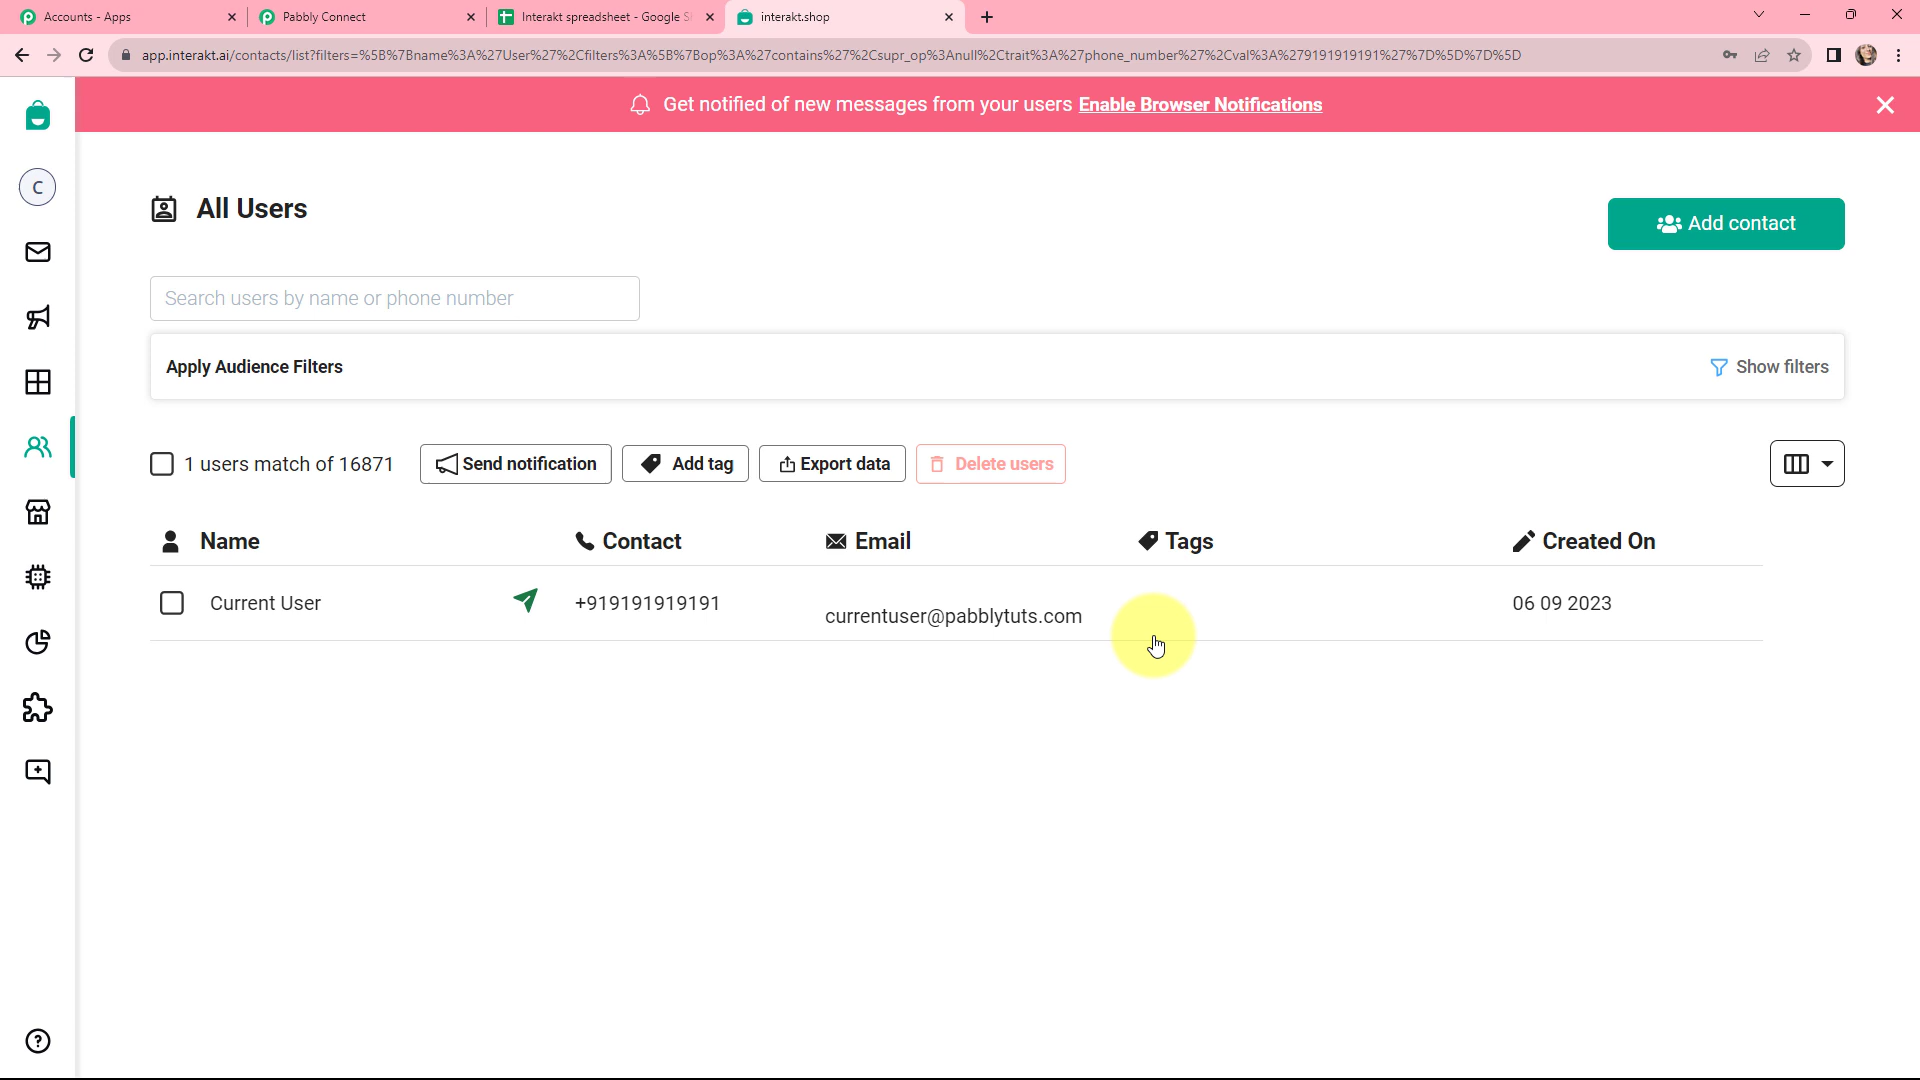 Accounts - Apps
Pabbly Connect
Interakt spreadsheet - Google S
interakt.shop
app.interakt.ai/contacts/list?filters=%5B%7Bname%3A%27User%27%2Cfilters%3A%5B%7Bop%3A%27contains%27%2Csupr_op%3Anull%2Ctrait%3A%27phone_number%27%2Cval%3A%279191919191%27%7D%5D%7D%5D
Get notified of new messages from your users Enable Browser Notifications
C
All Users
Add contact
Search users by name or phone number
Apply Audience Filters
Show filters
1 users match of 16871
Send notification
Add tag
Export data
Delete users
Name Contact Email Tags Created On
Current User +919191919191 currentuser@pabblytuts.com 06 09 2023